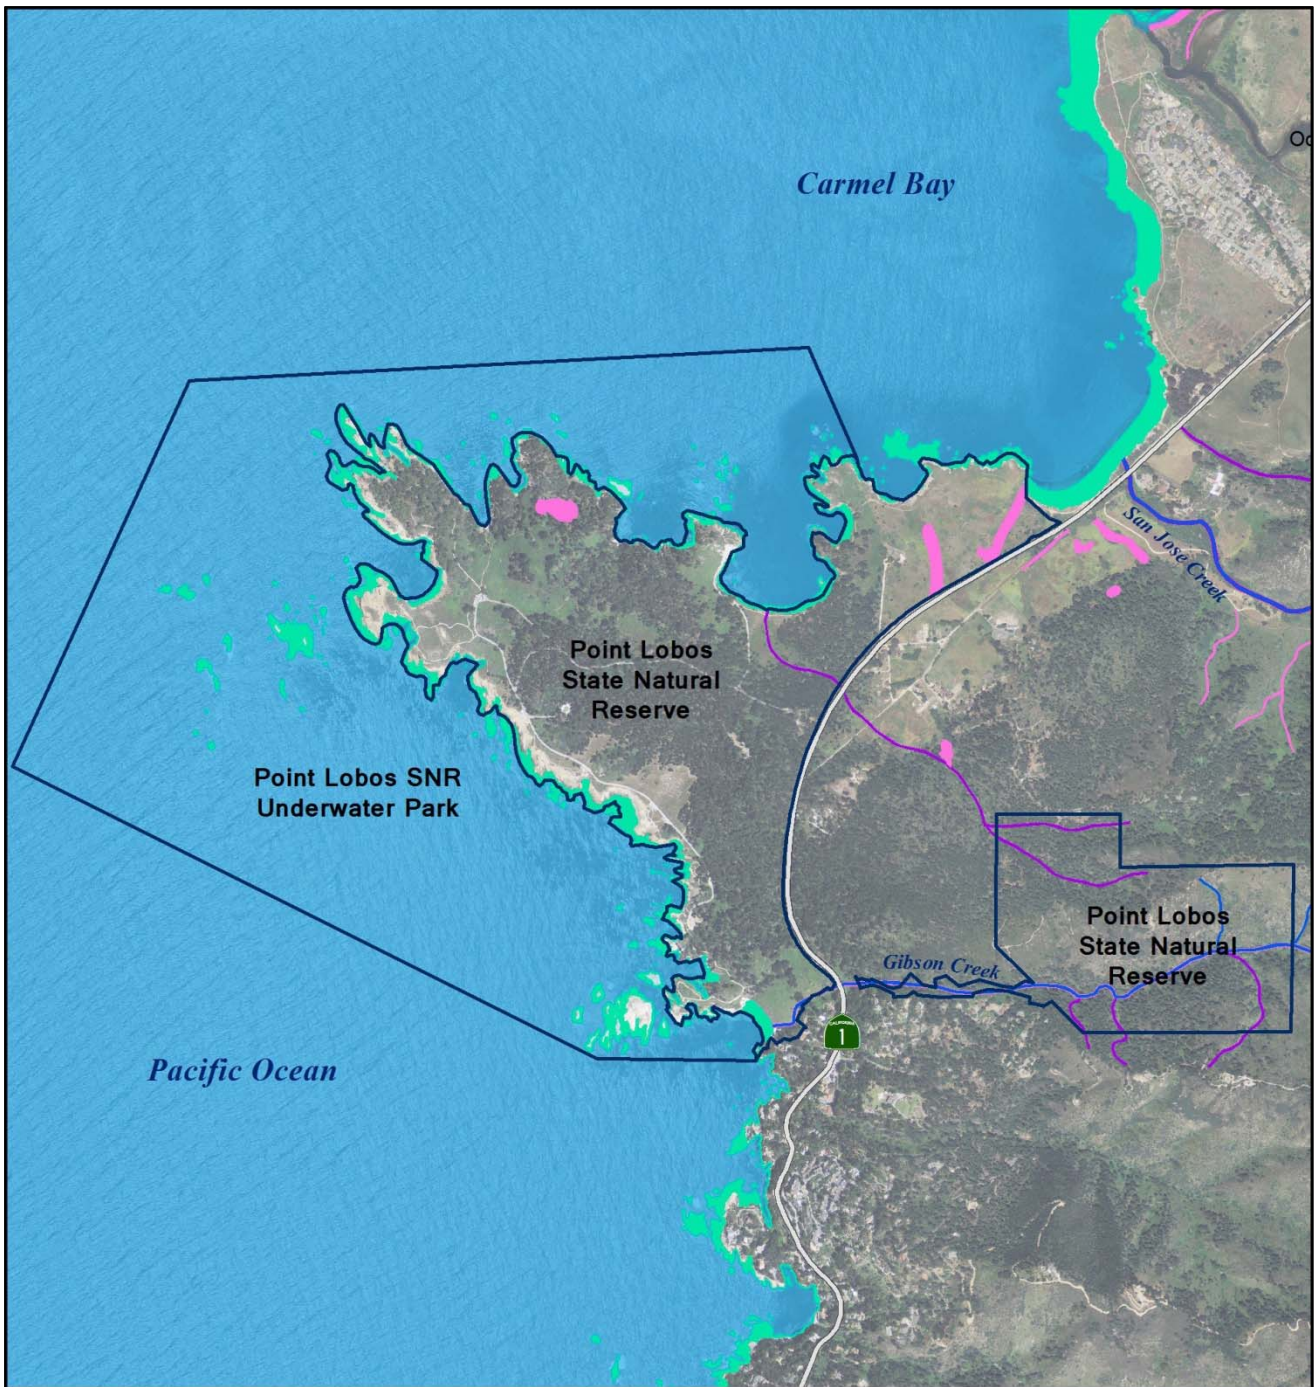 Carmel Bay
San Jose Creek
Point Lobos
State Natural
Reserve
Point Lobos SNR
Underwater Park
Point Lobos
State Natural
Reserve
Gibson Creek
1
Pacific Ocean